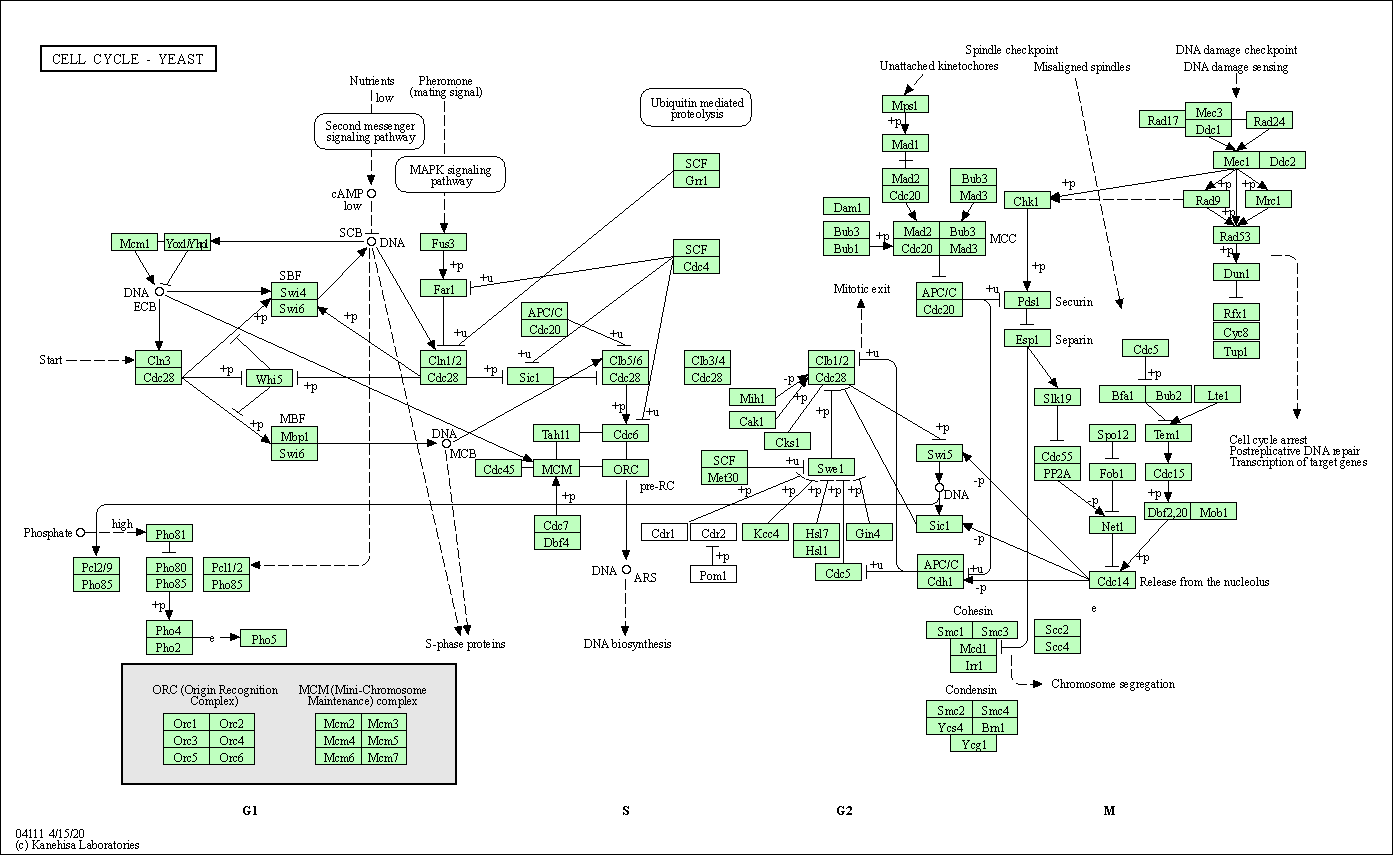 CELL CYCLE - YEAST
Nutrients
low
Pheromone
(mating signal)
Second messenger
signaling pathway
MAPK signaling
pathway
Ubiquitin mediated
proteolysis
Spindle checkpoint
Unattached kinetochores
Misaligned spindles
DNA damage checkpoint
DNA damage sensing
cAMP
low
SCB
DNA
Mcm1
Yox1/Yhp1
DNA
ECB
SBF
Swi4
Swi6
Start
Cln3
Cdc28
+p
+p
+p
Whi5
+p
+p
MBF
Mbp1
Swi6
Fus3
+p
Far1
+u
+u
Cln1/2
Cdc28
+p
Sic1
+u
SCF
Grr1
SCF
Cdc4
APC/C
Cdc20
+u
Clb5/6
Cdc28
+p
+u
Clb3/4
Cdc28
DNA
MCB
Tah11
Cdc6
Cdc45
MCM
ORC
pre-RC
+p
Cdc7
Dbf4
DNA
ARS
DNA biosynthesis
S-phase proteins
Phosphate
high
Pho81
Pcl2/9
Pho85
Pho80
Pho85
Pcl1/2
Pho85
+p
Pho4
Pho2
e
Pho5
Mps1
+p
Mad1
Mad2
Cdc20
Bub3
Mad3
Dam1
Bub3
Bub1
+p
Mad2
Bub3
Cdc20
Mad3
MCC
APC/C
Cdc20
+u
Mitotic exit
Clb1/2
Cdc28
+u
Mih1
-p
Cak1
+p
Cks1
+p
SCF
Met30
+u
Swe1
+p
+p
+p
+p
+p
Cdr1
Cdr2
+p
Pom1
Kcc4
Hsl7
Hsl1
Gin4
Cdc5
+u
APC/C
Cdh1
+u
-p
+p
Swi5
-p
DNA
Sic1
-p
Rad17
Mec3
Ddc1
Rad24
Mec1
Ddc2
+p
+p
+p
Chk1
Rad9
Mrc1
+p
Rad53
+p
Dun1
Rfx1
Cyc8
Tup1
Cell cycle arrest
Postreplicative DNA repair
Transcription of target genes
+p
Pds1
Securin
Esp1
Separin
Slk19
Cdc55
PP2A
-p
Cdc5
+p
Bfa1
Bub2
Lte1
Tem1
Spo12
Fob1
Cdc15
+p
Dbf2,20
Mob1
Net1
+p
Cdc14
Release from the nucleolus
e
Cohesin
Smc1
Smc3
Mcd1
Irr1
Scc2
Scc4
Chromosome segregation
Condensin
Smc2
Smc4
Ycs4
Brn1
Ycg1
ORC (Origin Recognition
Complex)
Orc1
Orc2
Orc3
Orc4
Orc5
Orc6
MCM (Mini-Chromosome
Maintenance) complex
Mcm2
Mcm3
Mcm4
Mcm5
Mcm6
Mcm7
G1
S
G2
M
04111 4/15/20
(c) Kanehisa Laboratories